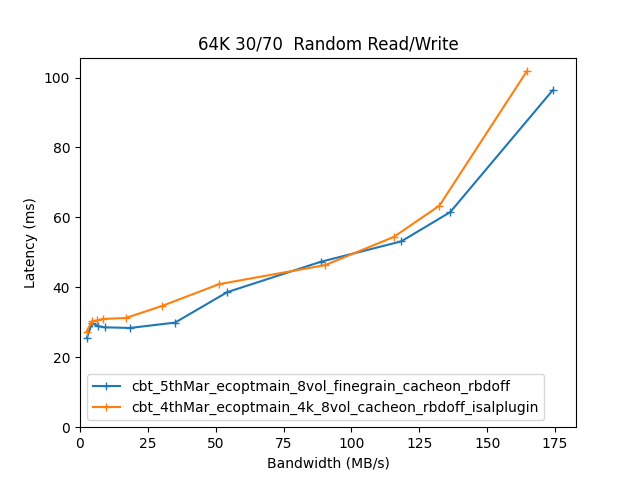 64K 30/70  Random Read/Write
100
80
60
40
20
0
Latency (ms)
cbt_5thMar_ecoptmain_8vol_finegrain_cacheon_rbdoff
cbt_4thMar_ecoptmain_4k_8vol_cacheon_rbdoff_isalplugin
0 25 50 75 100 125 150 175
Bandwidth (MB/s)